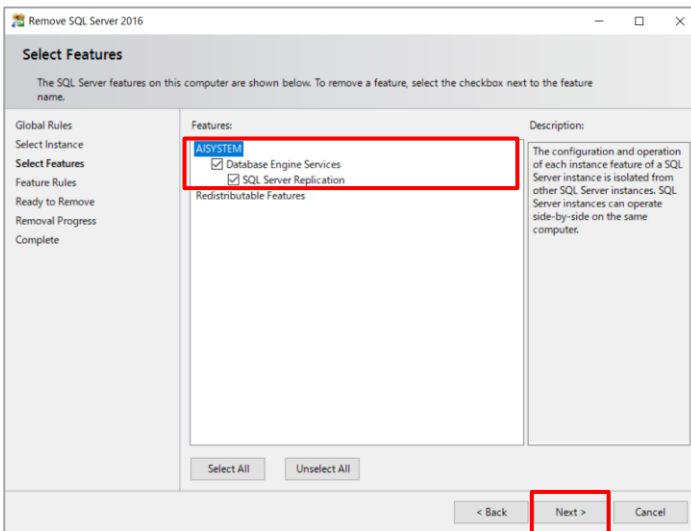 Remove SQL Server 2016
Select Features
The SQL Server features on this computer are shown below. To remove a feature, select the checkbox next to the feature
name.
Global Rules
Select Instance
Select Features
Feature Rules
Ready to Remove
Removal Progress
Complete
Features:
AISYSTEM
Database Engine Services
SQL Server Replication
Redistributable Features
Description:
The configuration and operation
of each instance feature of a SQL
Server instance is isolated from
other SQL Server instances. SQL
Server instances can operate
side-by-side on the same
computer.
Select All
Unselect All
< Back
Next >
Cancel